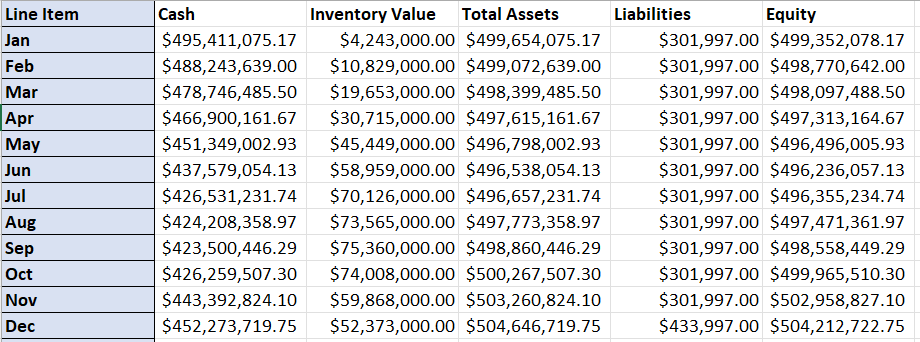 Line Item Cash Inventory Value Total Assets Liabilities Equity
Jan $495,411,075.17 $4,243,000.00 $499,654,075.17 $301,997.00 $499,352,078.17
Feb $488,243,639.00 $10,829,000.00 $499,072,639.00 $301,997.00 $498,770,642.00
Mar $478,746,485.50 $19,653,000.00 $498,399,485.50 $301,997.00 $498,097,488.50
Apr $466,900,161.67 $30,715,000.00 $497,615,161.67 $301,997.00 $497,313,164.67
May $451,349,002.93 $45,449,000.00 $496,798,002.93 $301,997.00 $496,496,005.93
Jun $437,579,054.13 $58,959,000.00 $496,538,054.13 $301,997.00 $496,236,057.13
Jul $426,531,231.74 $70,126,000.00 $496,657,231.74 $301,997.00 $496,355,234.74
Aug $424,208,358.97 $73,565,000.00 $497,773,358.97 $301,997.00 $497,471,361.97
Sep $423,500,446.29 $75,360,000.00 $498,860,446.29 $301,997.00 $498,558,449.29
Oct $426,259,507.30 $74,008,000.00 $500,267,507.30 $301,997.00 $499,965,510.30
Nov $443,392,824.10 $59,868,000.00 $503,260,824.10 $301,997.00 $502,958,827.10
Dec $452,273,719.75 $52,373,000.00 $504,646,719.75 $433,997.00 $504,212,722.75